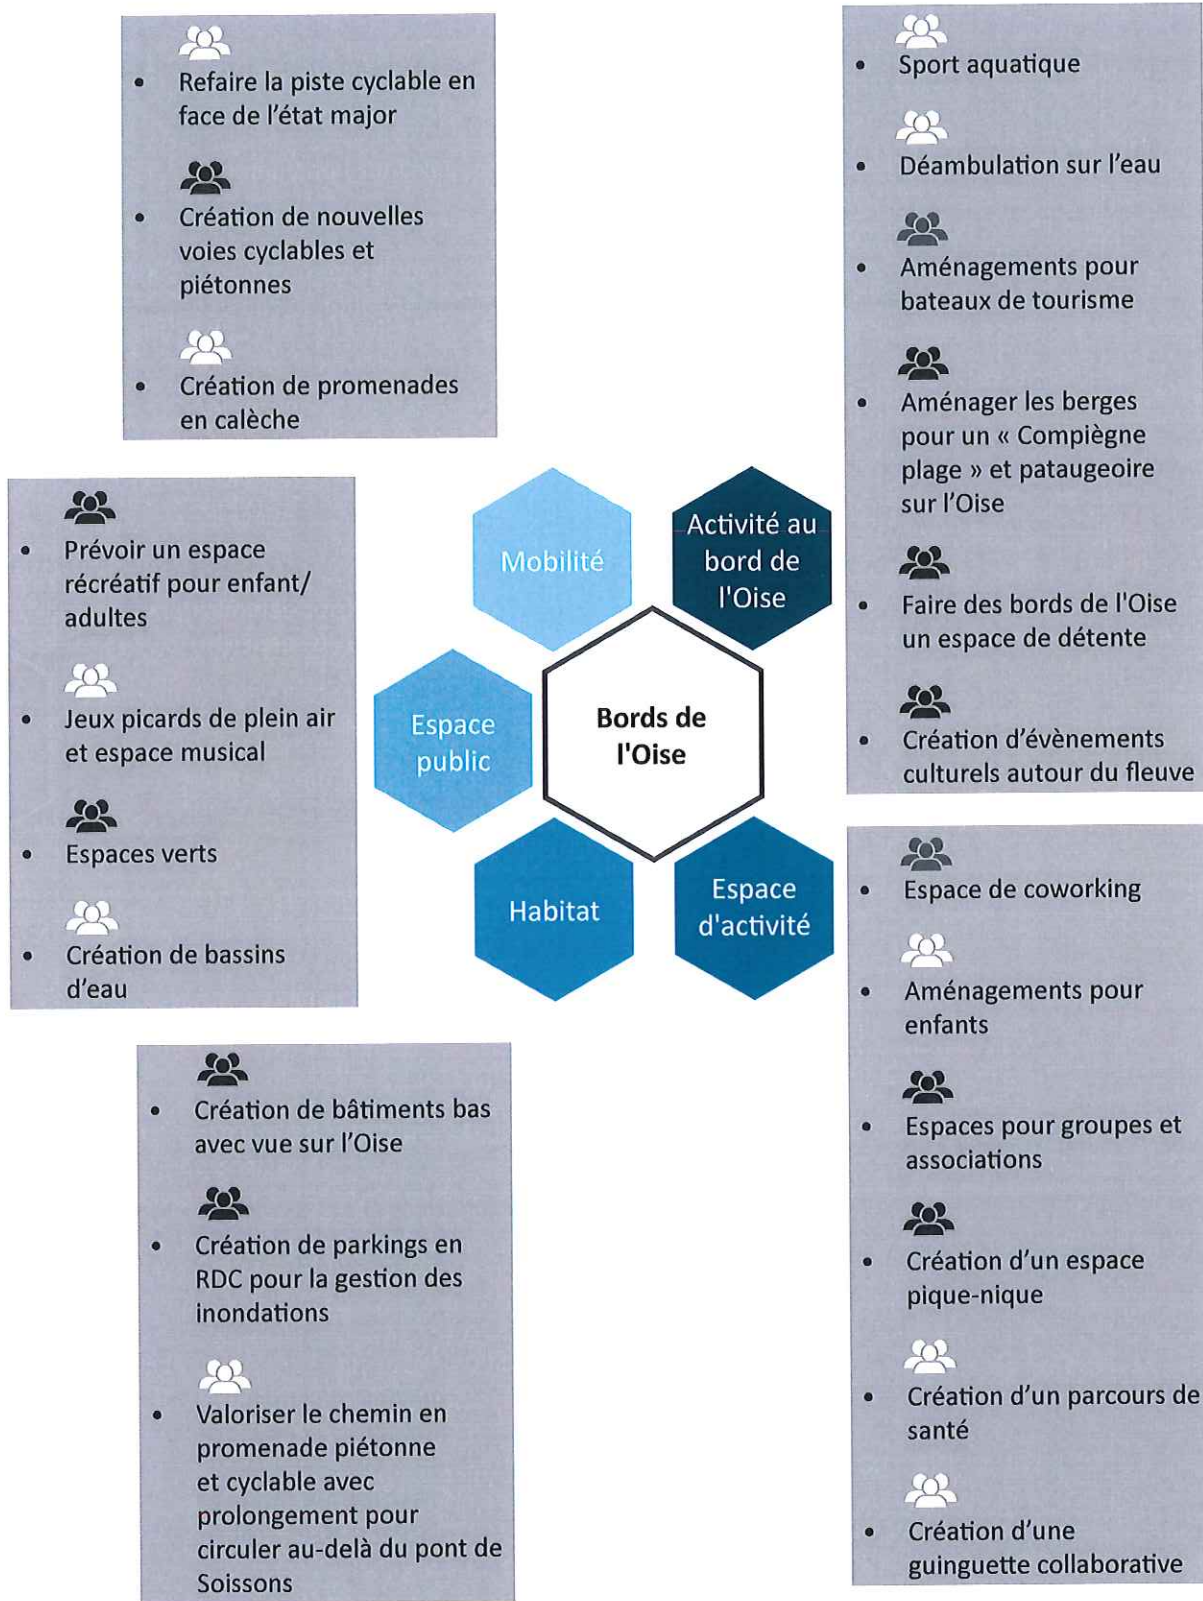 • Refaire la piste cyclable en
face de l'état major
• Création de nouvelles
voies cyclables et
piétonnes
• Création de promenades
en calèche
• Sport aquatique
• Déambulation sur l'eau
• Aménagements pour
bateaux de tourisme
• Aménager les berges
pour un « Compiègne
plage » et pataugeoire
sur l'Oise
• Faire des bords de l'Oise
un espace de détente
• Création d'évènements
culturels autour du fleuve
• Prévoir un espace
récréatif pour enfant/
adultes
• Jeux picards de plein air
et espace musical
• Espaces verts
• Création de bassins
d'eau
Mobilité
Activité au
bord de
l'Oise
Espace
public
Bords de
l'Oise
Habitat
Espace
d'activité
• Espace de coworking
• Aménagements pour
enfants
• Espaces pour groupes et
associations
• Création d'un espace
pique-nique
• Création d'un parcours de
santé
• Création d'une
guinguette collaborative
• Création de bâtiments bas
avec vue sur l'Oise
• Création de parkings en
RDC pour la gestion des
inondations
• Valoriser le chemin en
promenade piétonne
et cyclable avec
prolongement pour
circuler au-delà du pont de
Soissons